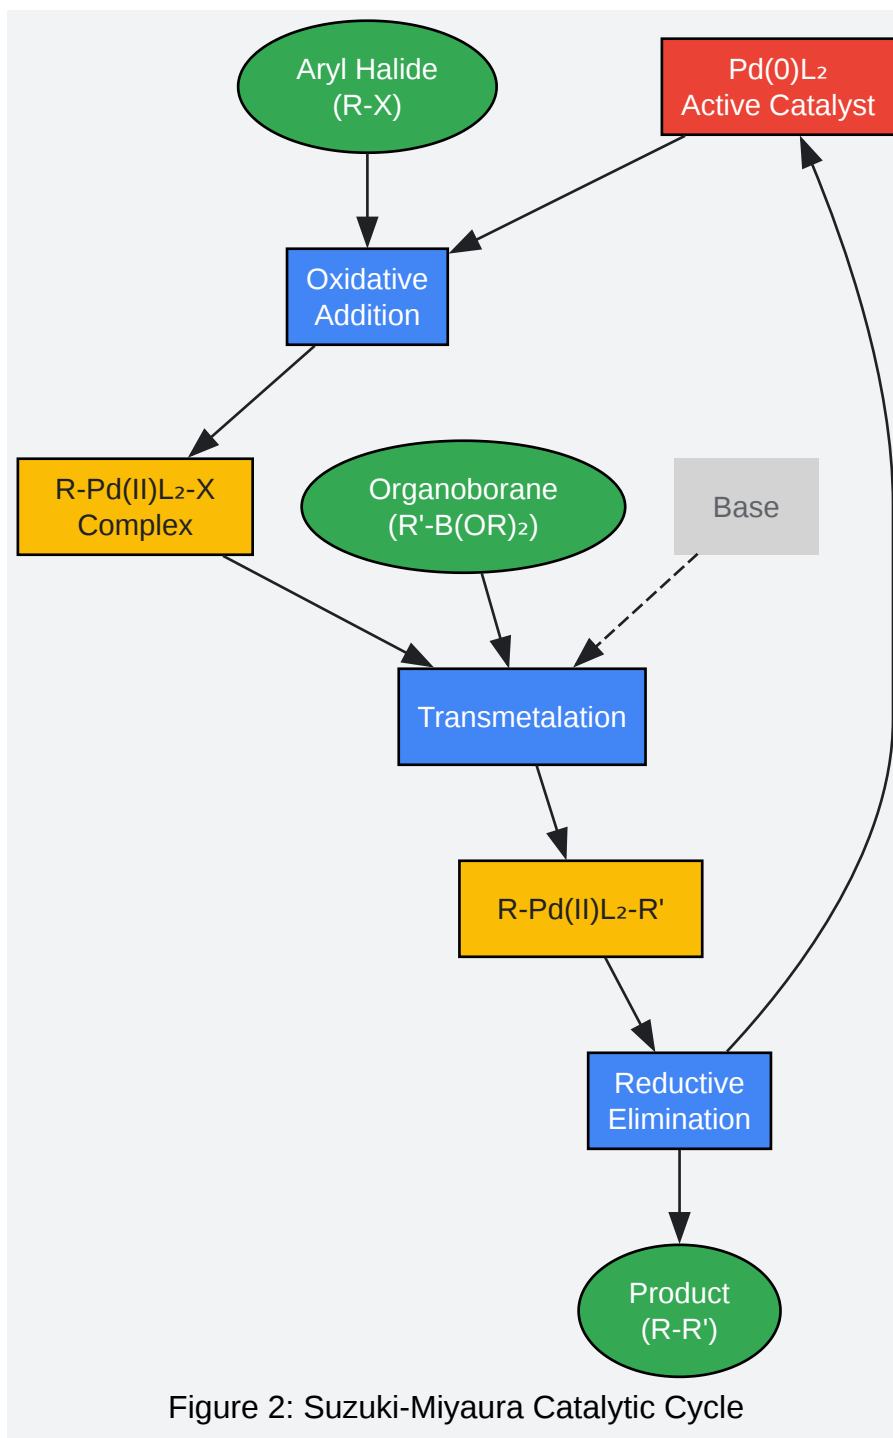 Aryl Halide
(R-X)
Pd(0)L₂
Active Catalyst
Oxidative
Addition
R-Pd(II)L₂-X
Complex
Organoborane
(R'-B(OR)₂)
Base
Transmetalation
R-Pd(II)L₂-R'
Reductive
Elimination
Product
(R-R')
Figure 2: Suzuki-Miyaura Catalytic Cycle